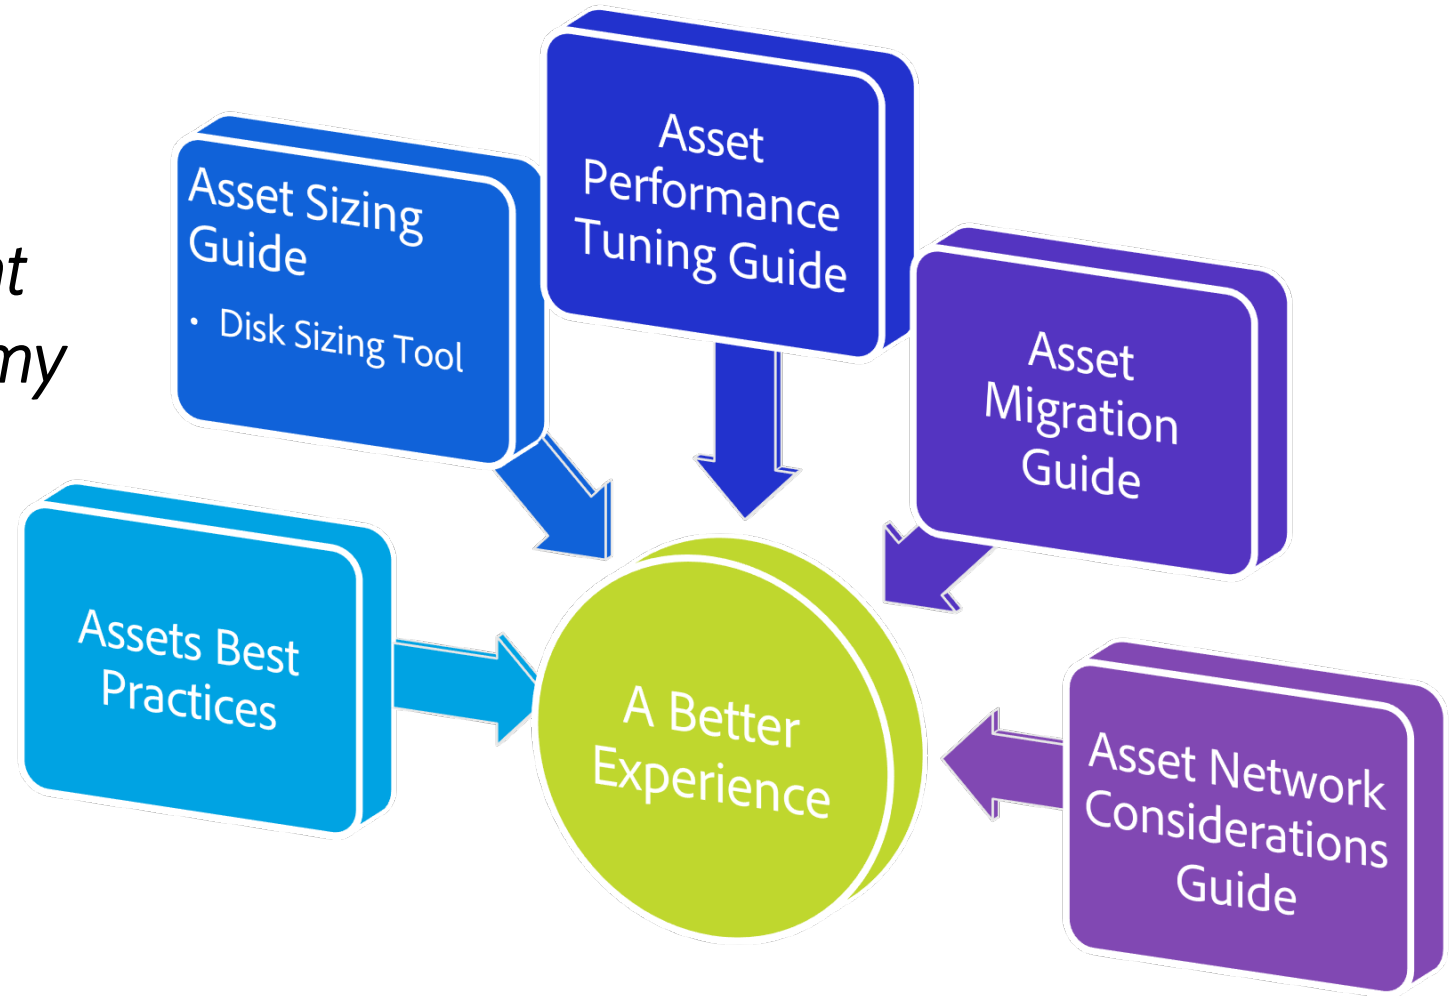 Asset
Performance
Tuning Guide
Asset Sizing
Guide
• Disk Sizing Tool
my
Asset
Migration
Guide
Assets Best
Practices
A Better
Experience
Asset Network
Considerations
Guide